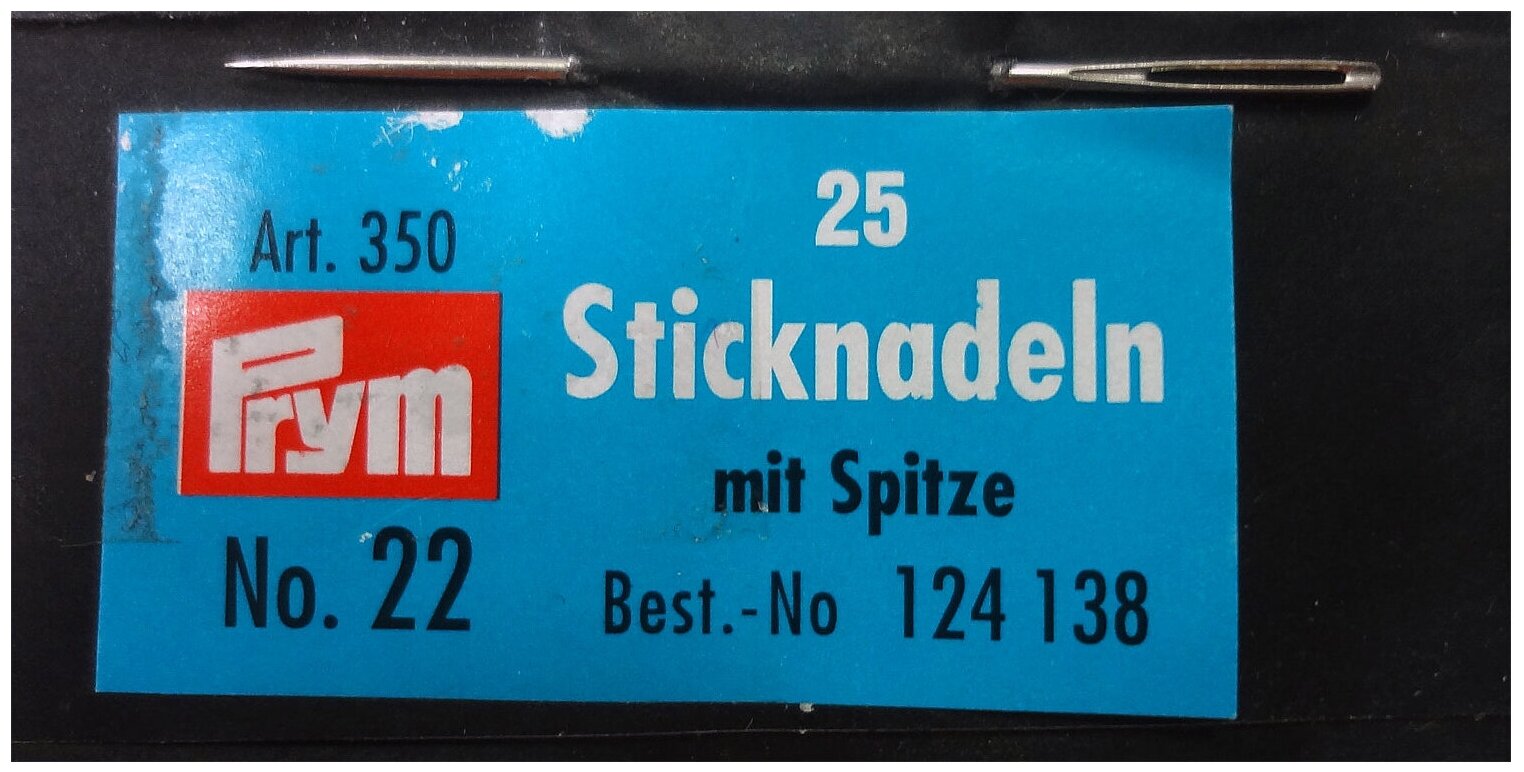 Art. 350
Prym
No. 22
25
Sticknadeln
mit Spitze
Best.-No 124 138